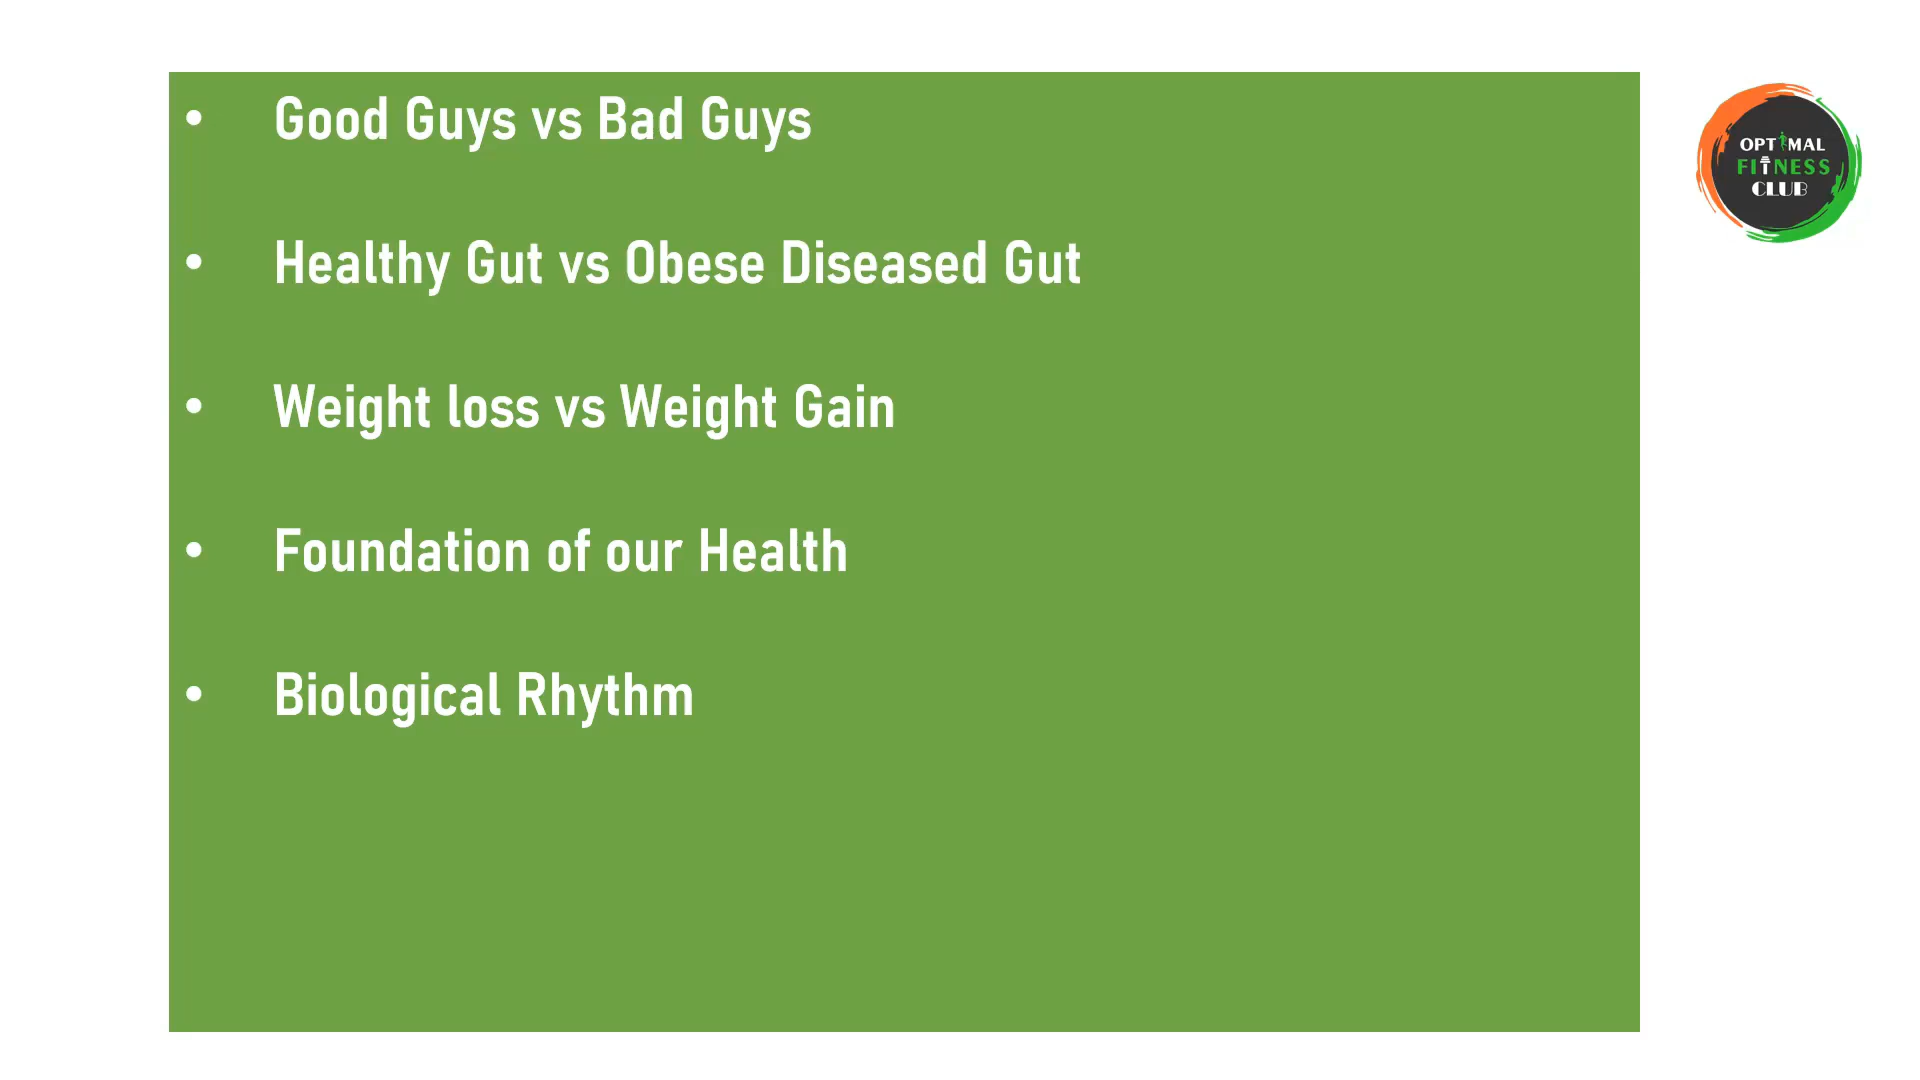 • Good Guys vs Bad Guys
• Healthy Gut vs Obese Diseased Gut
• Weight loss vs Weight Gain
• Foundation of our Health
• Biological Rhythm
OPTIMAL
FITNESS
CLUB